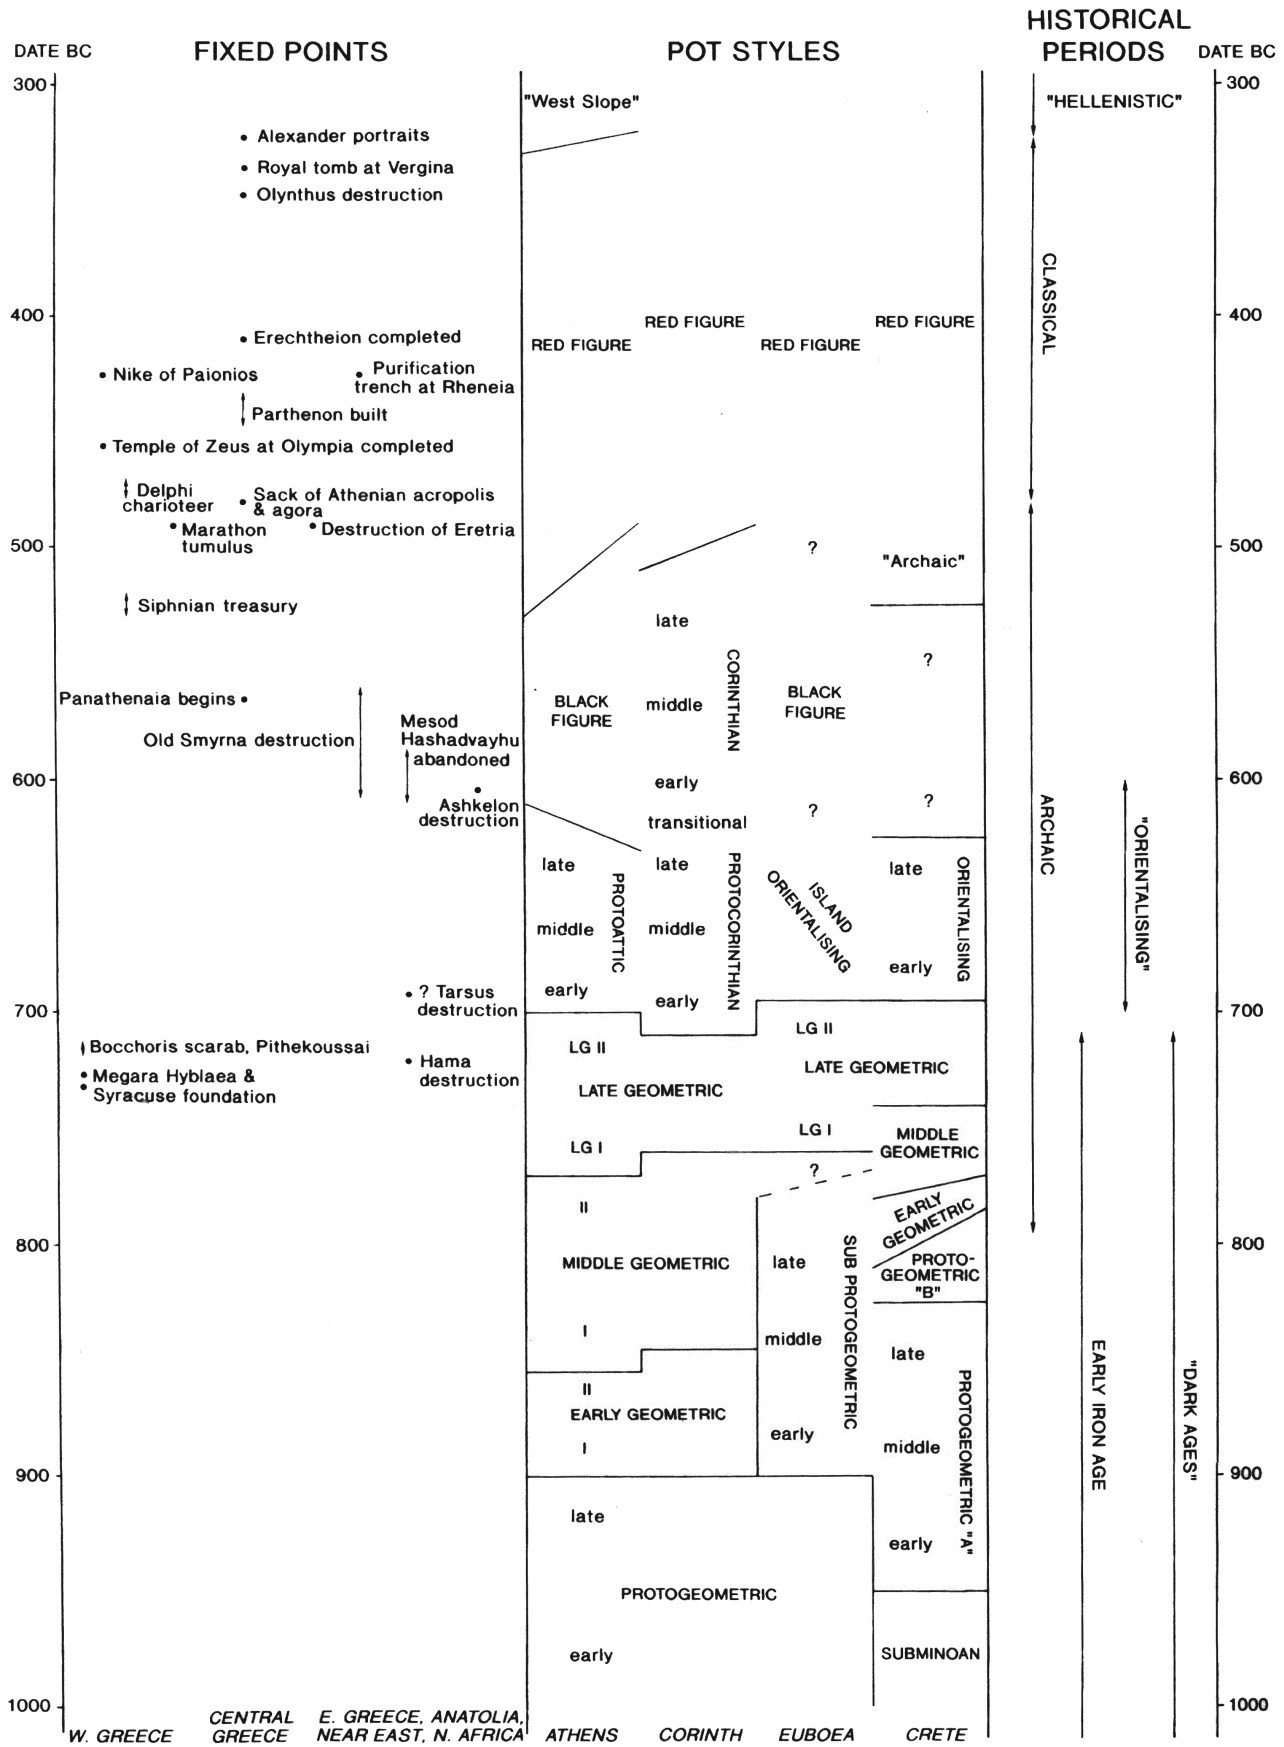 HISTORICAL
DATE BC
FIXED POINTS
POT STYLES
PERIODS
DATE BC
300
"West Slope"
"HELLENISTIC"
300
Alexander portraits
Royal tomb at Vergina
Olynthus destruction
CLASSICAL
400
RED FIGURE
RED FIGURE
400
Erechtheion completed
RED FIGURE
RED FIGURE
Nike of Paionios
Purification
trench at Rheneia
Parthenon built
Temple of Zeus at Olympia completed
Delphi
charioteer
Sack of Athenian acropolis
& agora
Marathon
tumulus
Destruction of Eretria
500
?
"Archaic"
500
Siphnian treasury
late
CORINTHIAN
?
Panathenaia begins
BLACK
FIGURE
middle
BLACK
FIGURE
Old Smyrna destruction
Mesod
Hashadvayhu
abandoned
600
early
600
Ashkelon
destruction
transitional
?
?
ARCHAIC
"ORIENTALISING"
late
PROTOATTIC
late
PROTOCORINTHIAN
ISLAND
ORIENTALISING
late
ORIENTALISING
middle
middle
early
early
early
? Tarsus
destruction
700
LG II
700
Bocchoris scarab, Pithekoussai
LG II
Hama
destruction
LATE GEOMETRIC
Megara Hyblaea &
Syracuse foundation
LATE GEOMETRIC
LG I
LG I
MIDDLE
GEOMETRIC
?
II
EARLY
GEOMETRIC
800
SUB PROTOGEOMETRIC
800
MIDDLE GEOMETRIC
late
PROTO-
GEOMETRIC
"B"
I
middle
late
EARLY IRON AGE
"DARK AGES"
II
EARLY GEOMETRIC
PROTOGEOMETRIC "A"
I
early
middle
900
900
late
early
PROTOGEOMETRIC
early
SUBMINOAN
1000
1000
W. GREECE
CENTRAL
GREECE
E. GREECE, ANATOLIA,
NEAR EAST, N. AFRICA
ATHENS
CORINTH
EUBOEA
CRETE